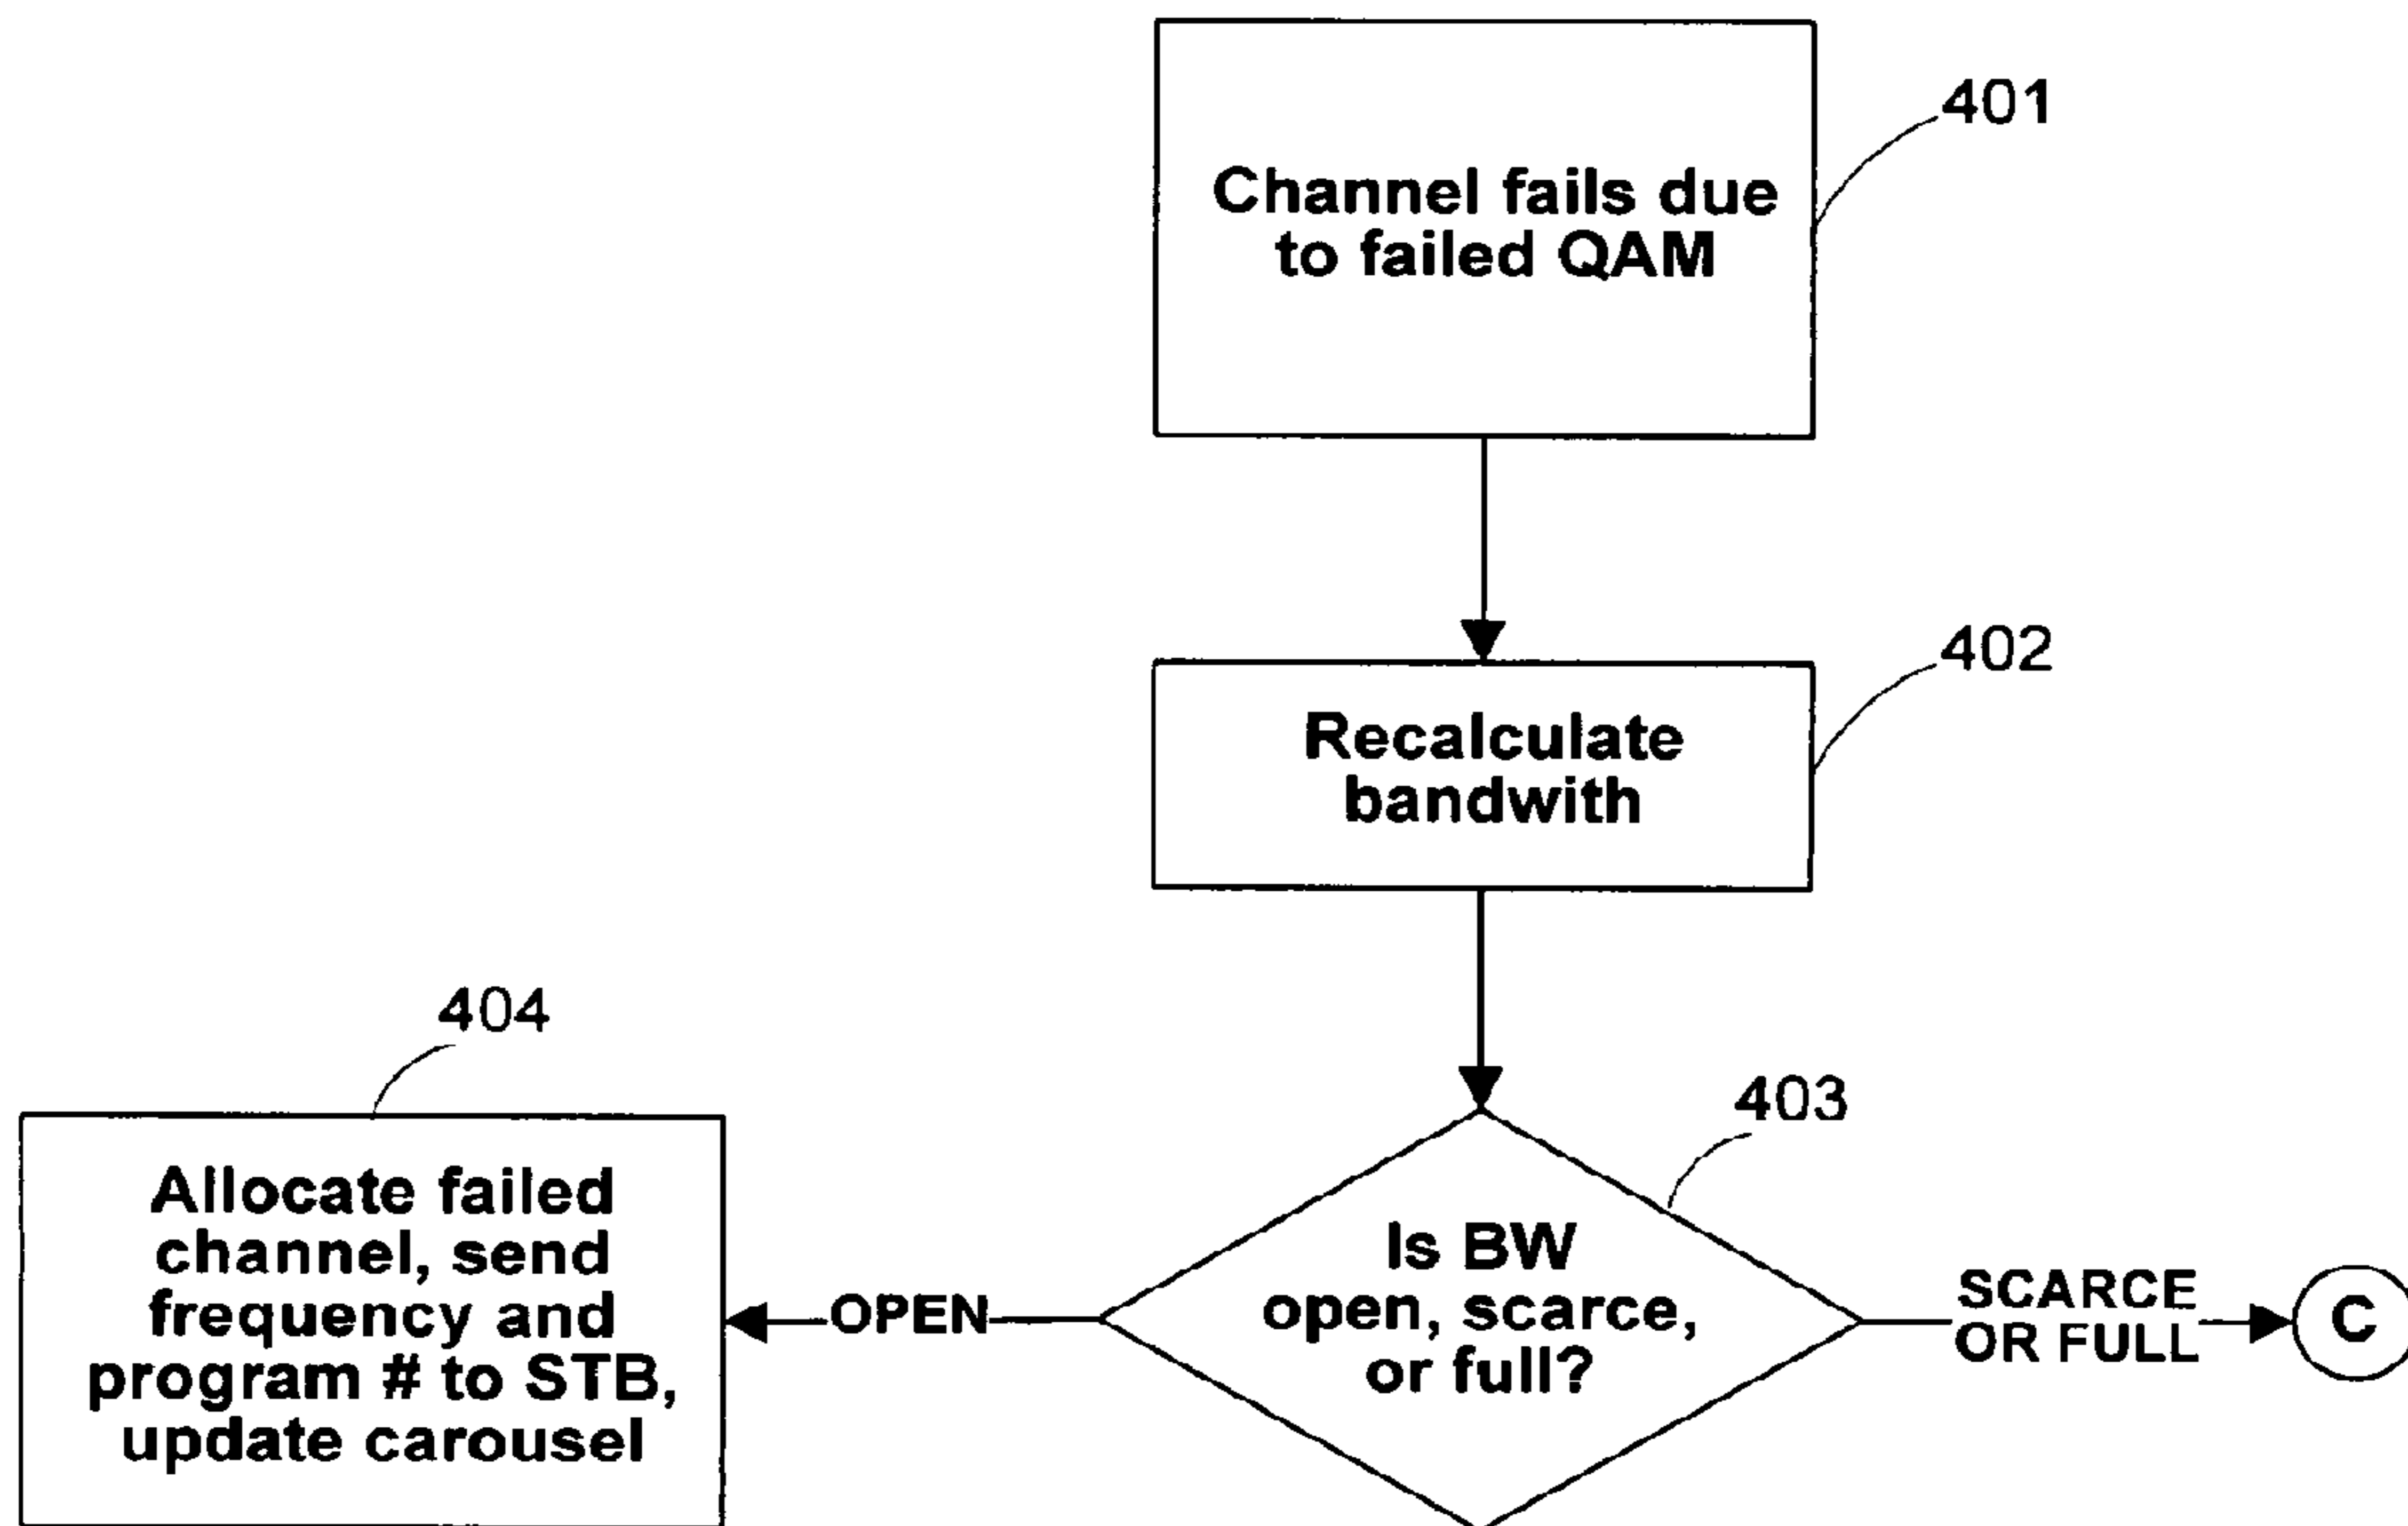 401
Channel fails due
to failed QAM
402
Recalculate
bandwith
404
403
Allocate failed
channel, send
frequency and
program # to STB,
update carousel
OPEN
Is BW
open, scarce,
or full?
SCARCE
OR FULL
C